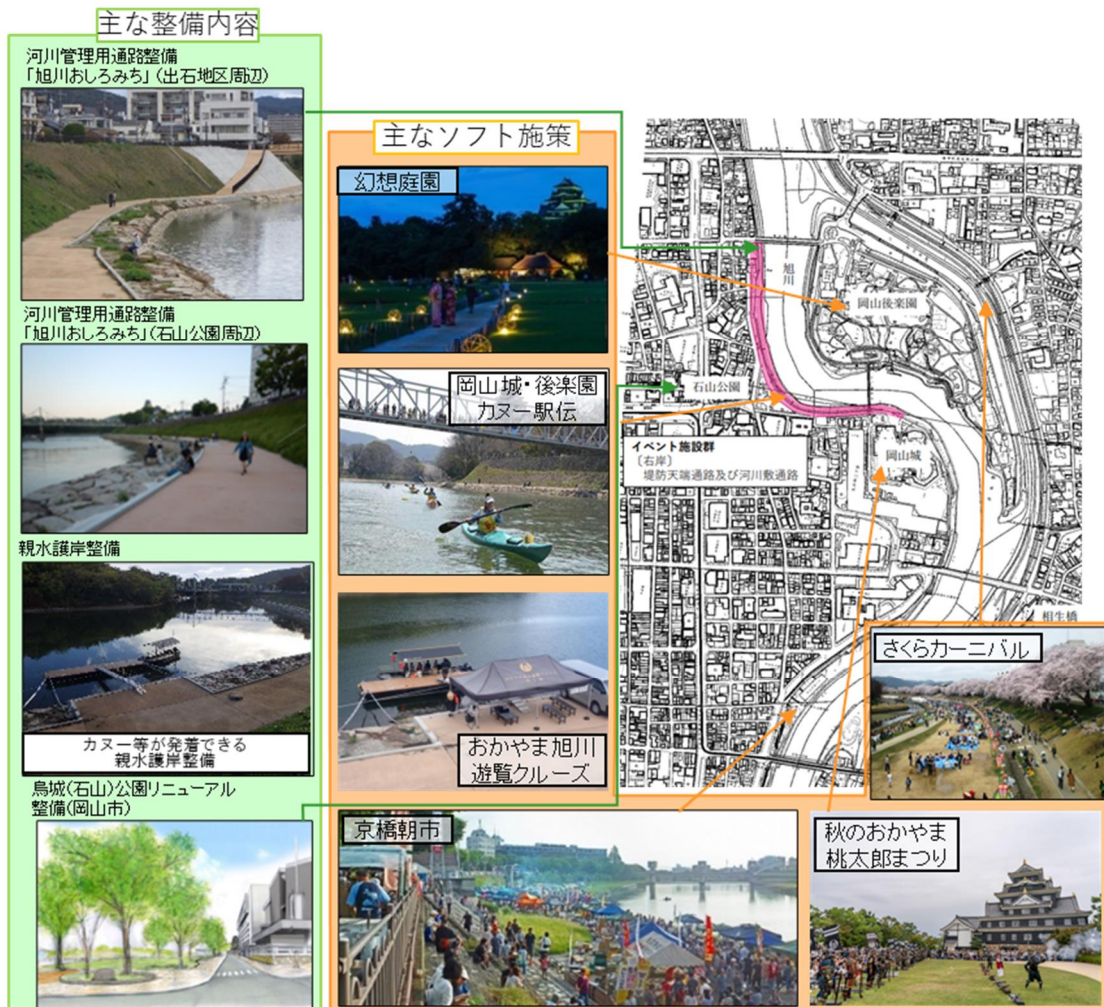 主な整備内容
河川管理用通路整備
「旭川おしろみち」(出石地区周辺)
河川管理用通路整備
「旭川おしろみち」(石山公園周辺)
親水護岸整備
カヌー等が発着できる
親水護岸整備
烏城(石山)公園リニューアル
整備(岡山市)
主なソフト施策
幻想庭園
岡山城・後楽園
カヌー駅伝
おかやま旭川
遊覧クルーズ
京橋朝市
旭川
岡山後楽園
石山公園
イベント施設群
〔右岸〕
堤防天端通路及び河川敷通路
岡山城
相生橋
さくらカーニバル
秋のおかやま
桃太郎まつり